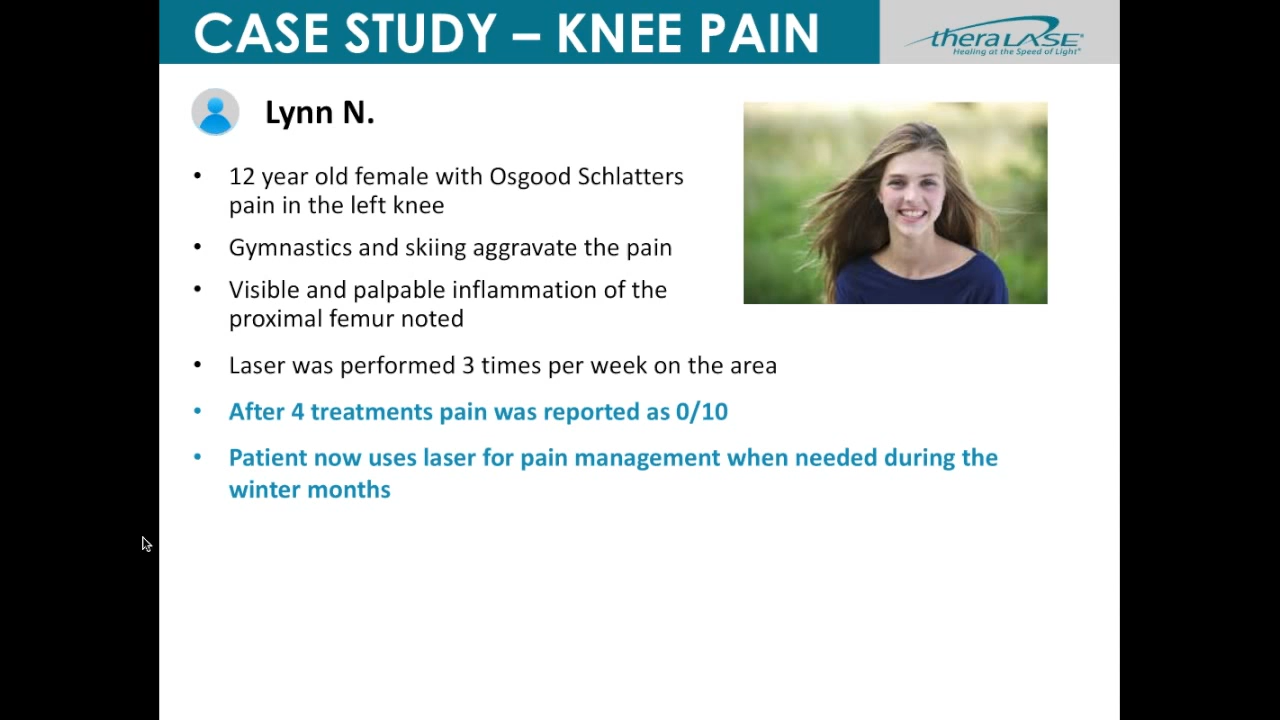 CASE STUDY – KNEE PAIN
theraLASE®
Healing at the Speed of Light®
Lynn N.
• 12 year old female with Osgood Schlatters
pain in the left knee
• Gymnastics and skiing aggravate the pain
• Visible and palpable inflammation of the
proximal femur noted
• Laser was performed 3 times per week on the area
• After 4 treatments pain was reported as 0/10
• Patient now uses laser for pain management when needed during the
winter months